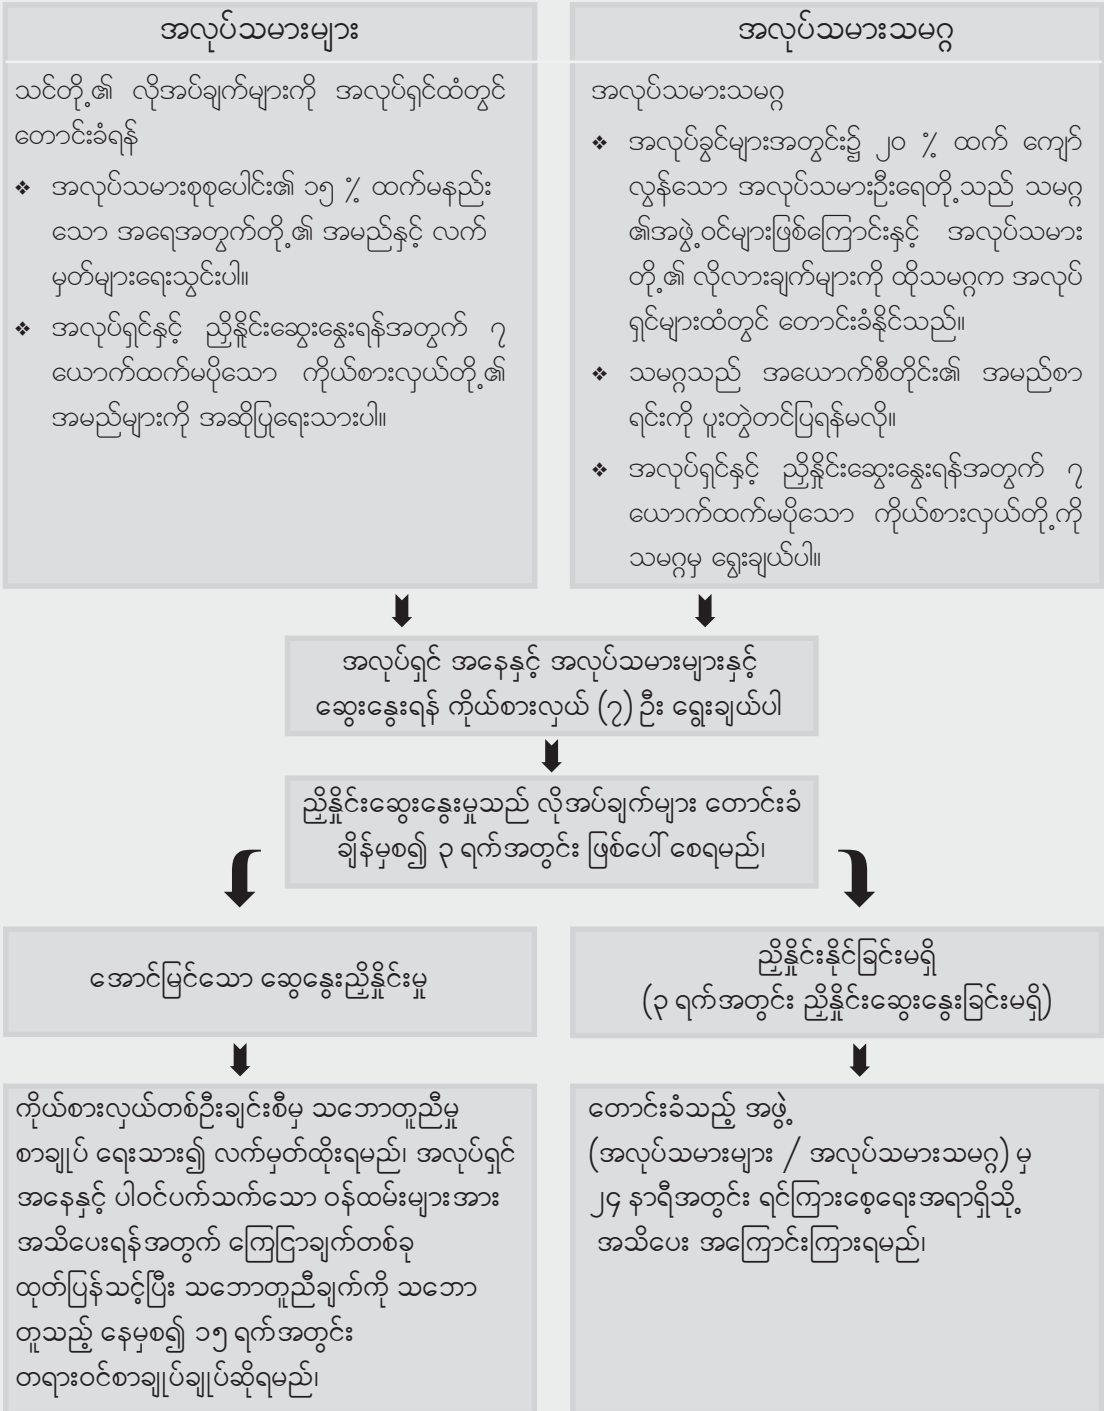 အလုပ်သမားများ
သင်တို့၏ လိုအပ်ချက်များကို အလုပ်ရှင်ထံတွင်
တောင်းခံရန်
❖ အလုပ်သမားစုစုပေါင်း၏ ၁၅ % ထက်မနည်း
သော အရေအတွက်တို့၏ အမည်နှင့် လက်
မှတ်များရေးသွင်းပါ။
❖ အလုပ်ရှင်နှင့် ညှိနှိုင်းဆွေးနွေးရန်အတွက် ၇
ယောက်ထက်မပိုသော ကိုယ်စားလှယ်တို့၏
အမည်များကို အဆိုပြုရေးသားပါ။
အလုပ်သမားသမဂ္ဂ
အလုပ်သမားသမဂ္ဂ
❖ အလုပ်ခွင်များအတွင်း၌ ၂၀ % ထက် ကျော်
လွန်သော အလုပ်သမားဦးရေတို့သည် သမဂ္ဂ
၏အဖွဲ့ဝင်များဖြစ်ကြောင်းနှင့် အလုပ်သမား
တို့၏ လိုလားချက်များကို ထိုသမဂ္ဂက အလုပ်
ရှင်များထံတွင် တောင်းခံနိုင်သည်။
❖ သမဂ္ဂသည် အယောက်စီတိုင်း၏ အမည်စာ
ရင်းကို ပူးတွဲတင်ပြရန်မလို။
❖ အလုပ်ရှင်နှင့် ညှိနှိုင်းဆွေးနွေးရန်အတွက် ၇
ယောက်ထက်မပိုသော ကိုယ်စားလှယ်တို့ကို
သမဂ္ဂမှ ရွေးချယ်ပါ။
အလုပ်ရှင် အနေနှင့် အလုပ်သမားများနှင့်
ဆွေးနွေးရန် ကိုယ်စားလှယ် (၇) ဦး ရွေးချယ်ပါ
ညှိနှိုင်းဆွေးနွေးမှုသည် လိုအပ်ချက်များ တောင်းခံ
ချိန်မှစ၍ ၃ ရက်အတွင်း ဖြစ်ပေါ် စေရမည်၊
အောင်မြင်သော ဆွေနွေးညှိနှိုင်းမှု
ညှိနှိုင်းနိုင်ခြင်းမရှိ
(၃ ရက်အတွင်း ညှိနှိုင်းဆွေးနွေးခြင်းမရှိ)
ကိုယ်စားလှယ်တစ်ဦးချင်းစီမှ သဘောတူညီမှု
စာချုပ် ရေးသား၍ လက်မှတ်ထိုးရမည်၊ အလုပ်ရှင်
အနေနှင့် ပါဝင်ပက်သက်သော ဝန်ထမ်းများအား
အသိပေးရန်အတွက် ကြေငြာချက်တစ်ခု
ထုတ်ပြန်သင့်ပြီး သဘောတူညီချက်ကို သဘော
တူသည့် နေ့မှစ၍ ၁၅ ရက်အတွင်း
တရားဝင်စာချုပ်ချုပ်ဆိုရမည်၊
တောင်းခံသည့် အဖွဲ့
(အလုပ်သမားများ / အလုပ်သမားသမဂ္ဂ) မှ
၂၄ နာရီအတွင်း ရင်ကြားစေ့ရေးအရာရှိသို့
အသိပေး အကြောင်းကြားရမည်၊